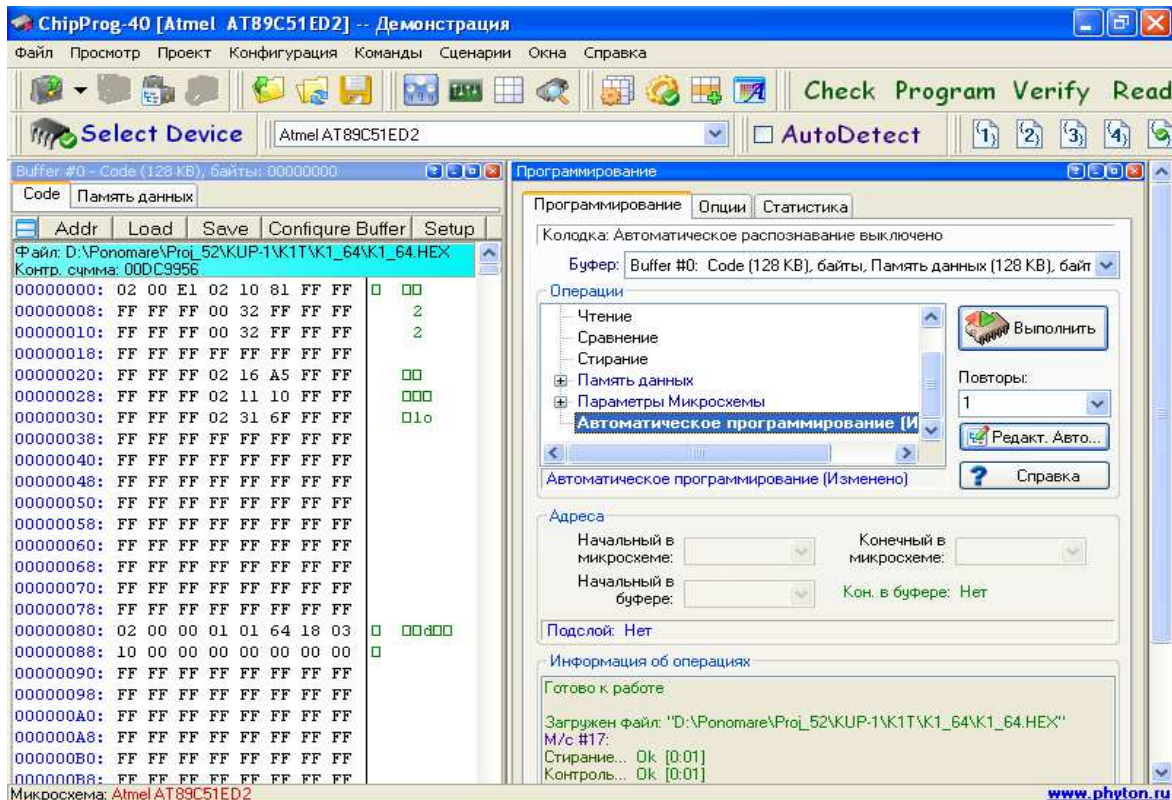 ChipProg-40 [Atmel AT89C51ED2] -- Демонстрация
Файл Просмотр Проект Конфигурация Команды Сценарии Окна Справка
Check Program Verify Read
Select Device Atmel AT89C51ED2 AutoDetect 1 2 3 4
Buffer #0 - Code (128 KB), байты: 00000000
Code Память данных
Addr Load Save Configure Buffer Setup
Файл: D:\Ponomare\Proj_52\KUP-1\K1T\K1_64\K1_64.HEX
Контр. сумма: 00DC9956
00000000: 02 00 E1 02 10 81 FF FF
00000008: FF FF FF 00 32 FF FF FF 2
00000010: FF FF FF 00 32 FF FF FF 2
00000018: FF FF FF FF FF FF FF FF
00000020: FF FF FF 02 16 A5 FF FF
00000028: FF FF FF 02 11 10 FF FF
00000030: FF FF FF 02 31 6F FF FF 1o
00000038: FF FF FF FF FF FF FF FF
00000040: FF FF FF FF FF FF FF FF
00000048: FF FF FF FF FF FF FF FF
00000050: FF FF FF FF FF FF FF FF
00000058: FF FF FF FF FF FF FF FF
00000060: FF FF FF FF FF FF FF FF
00000068: FF FF FF FF FF FF FF FF
00000070: FF FF FF FF FF FF FF FF
00000078: FF FF FF FF FF FF FF FF
00000080: 02 00 00 01 01 64 18 03 d
00000088: 10 00 00 00 00 00 00 00
00000090: FF FF FF FF FF FF FF FF
00000098: FF FF FF FF FF FF FF FF
000000A0: FF FF FF FF FF FF FF FF
000000A8: FF FF FF FF FF FF FF FF
000000B0: FF FF FF FF FF FF FF FF
000000B8: FF FF FF FF FF FF FF FF
Программирование
Программирование Опции Статистика
Колодка: Автоматическое распознавание выключено
Буфер: Buffer #0: Code (128 KB), байты, Память данных (128 KB), байт
Операции
Чтение
Сравнение
Стирание
Память данных
Параметры Микросхемы
Автоматическое программирование (И
Автоматическое программирование (Изменено)
Выполнить
Повторы:
1
Редакт. Авто...
Справка
Адреса
Начальный в микросхеме:
Конечный в микросхеме:
Начальный в буфере:
Кон. в буфере: Нет
Подслой: Нет
Информация об операциях
Готово к работе
Загружен файл: "D:\Ponomare\Proj_52\KUP-1\K1T\K1_64\K1_64.HEX"
М/с #17:
Стирание... Ok [0:01]
Контроль... Ok [0:01]
Микросхема: Atmel AT89C51ED2
www.phyton.ru